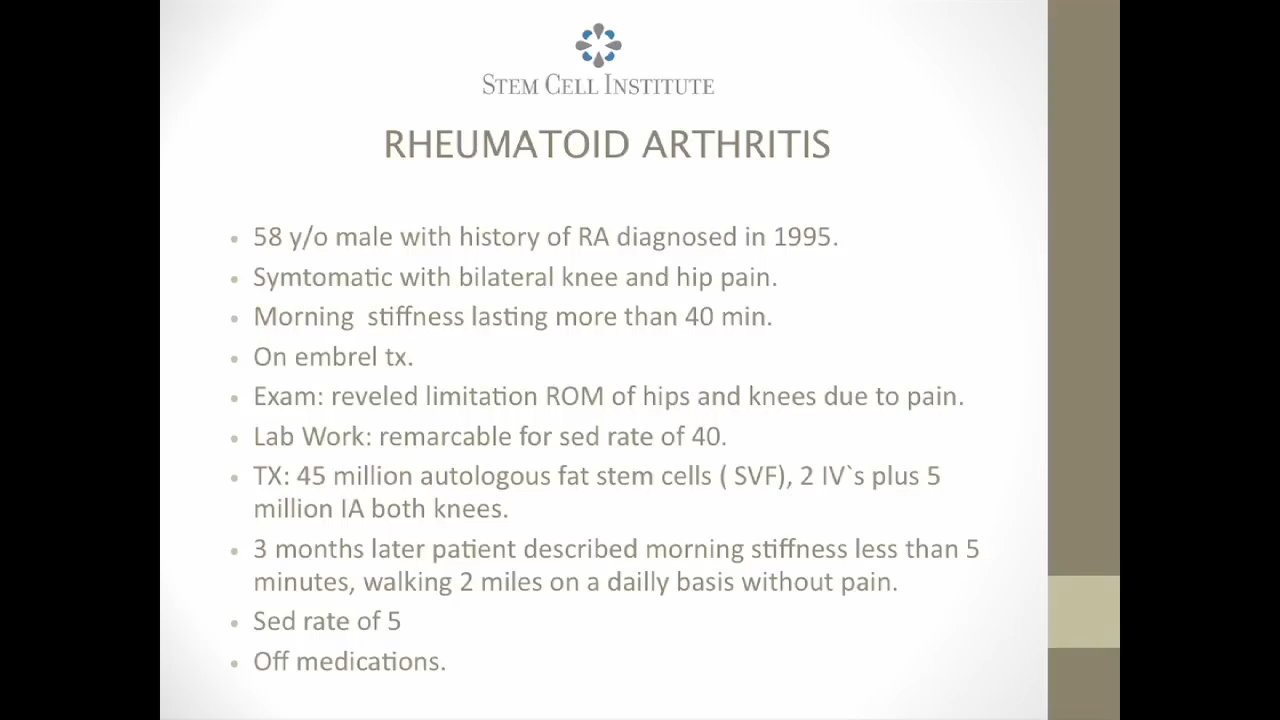 STEM CELL INSTITUTE
RHEUMATOID ARTHRITIS
• 58 y/o male with history of RA diagnosed in 1995.
• Symtomatic with bilateral knee and hip pain.
• Morning  stiffness lasting more than 40 min.
• On embrel tx.
• Exam: reveled limitation ROM of hips and knees due to pain.
• Lab Work: remarcable for sed rate of 40.
• TX: 45 million autologous fat stem cells ( SVF), 2 IV`s plus 5
million IA both knees.
• 3 months later patient described morning stiffness less than 5
minutes, walking 2 miles on a dailly basis without pain.
• Sed rate of 5
• Off medications.